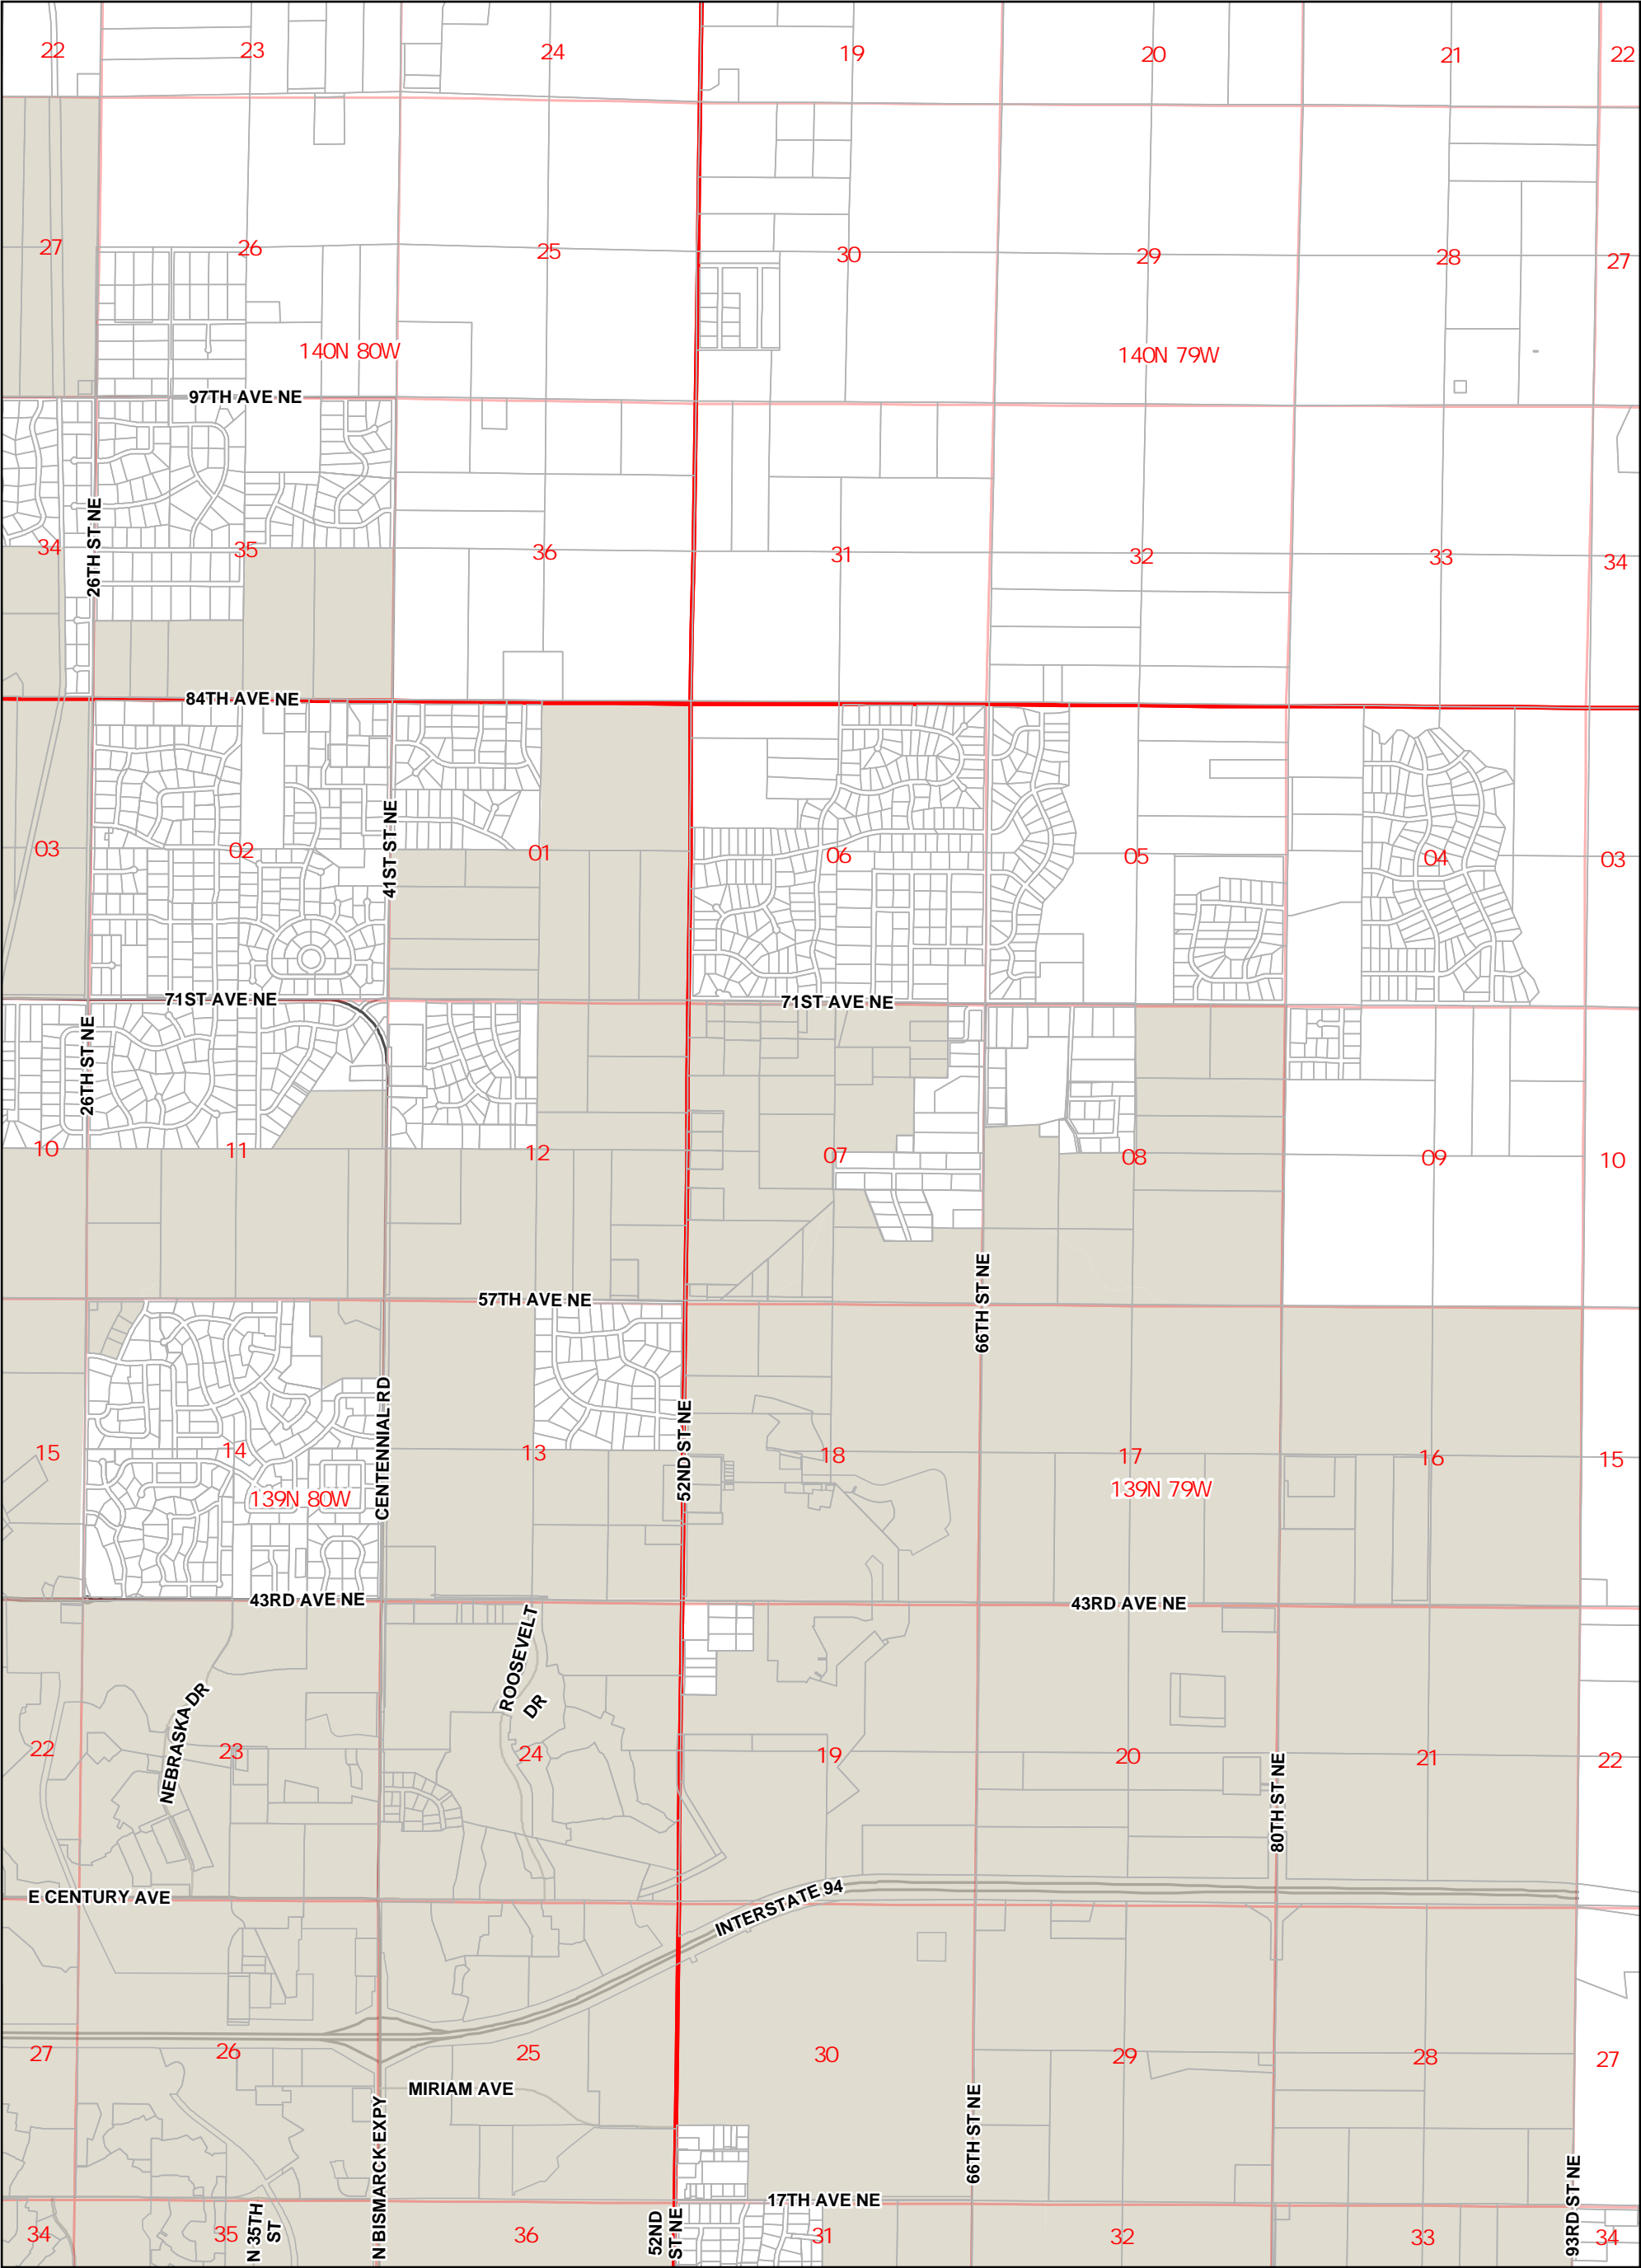 22
23
24
19
20
21
22
27
26
25
30
29
28
27
140N 80W
140N 79W
97TH AVE NE
26TH ST NE
34
35
36
31
32
33
34
84TH AVE NE
41ST ST NE
03
02
01
06
05
04
03
71ST AVE NE
71ST AVE NE
26TH ST NE
10
11
12
07
08
09
10
57TH AVE NE
66TH ST NE
CENTENNIAL RD
52ND ST NE
15
14
13
18
17
16
15
139N 80W
139N 79W
43RD AVE NE
43RD AVE NE
ROOSEVELT
DR
NEBRASKA DR
22
23
24
19
20
21
22
80TH ST NE
E CENTURY AVE
INTERSTATE 94
27
26
25
30
29
28
27
MIRIAM AVE
N BISMARCK EXPY
66TH ST NE
93RD ST NE
17TH AVE NE
34
35
N 35TH
ST
36
52ND
ST NE
31
32
33
34